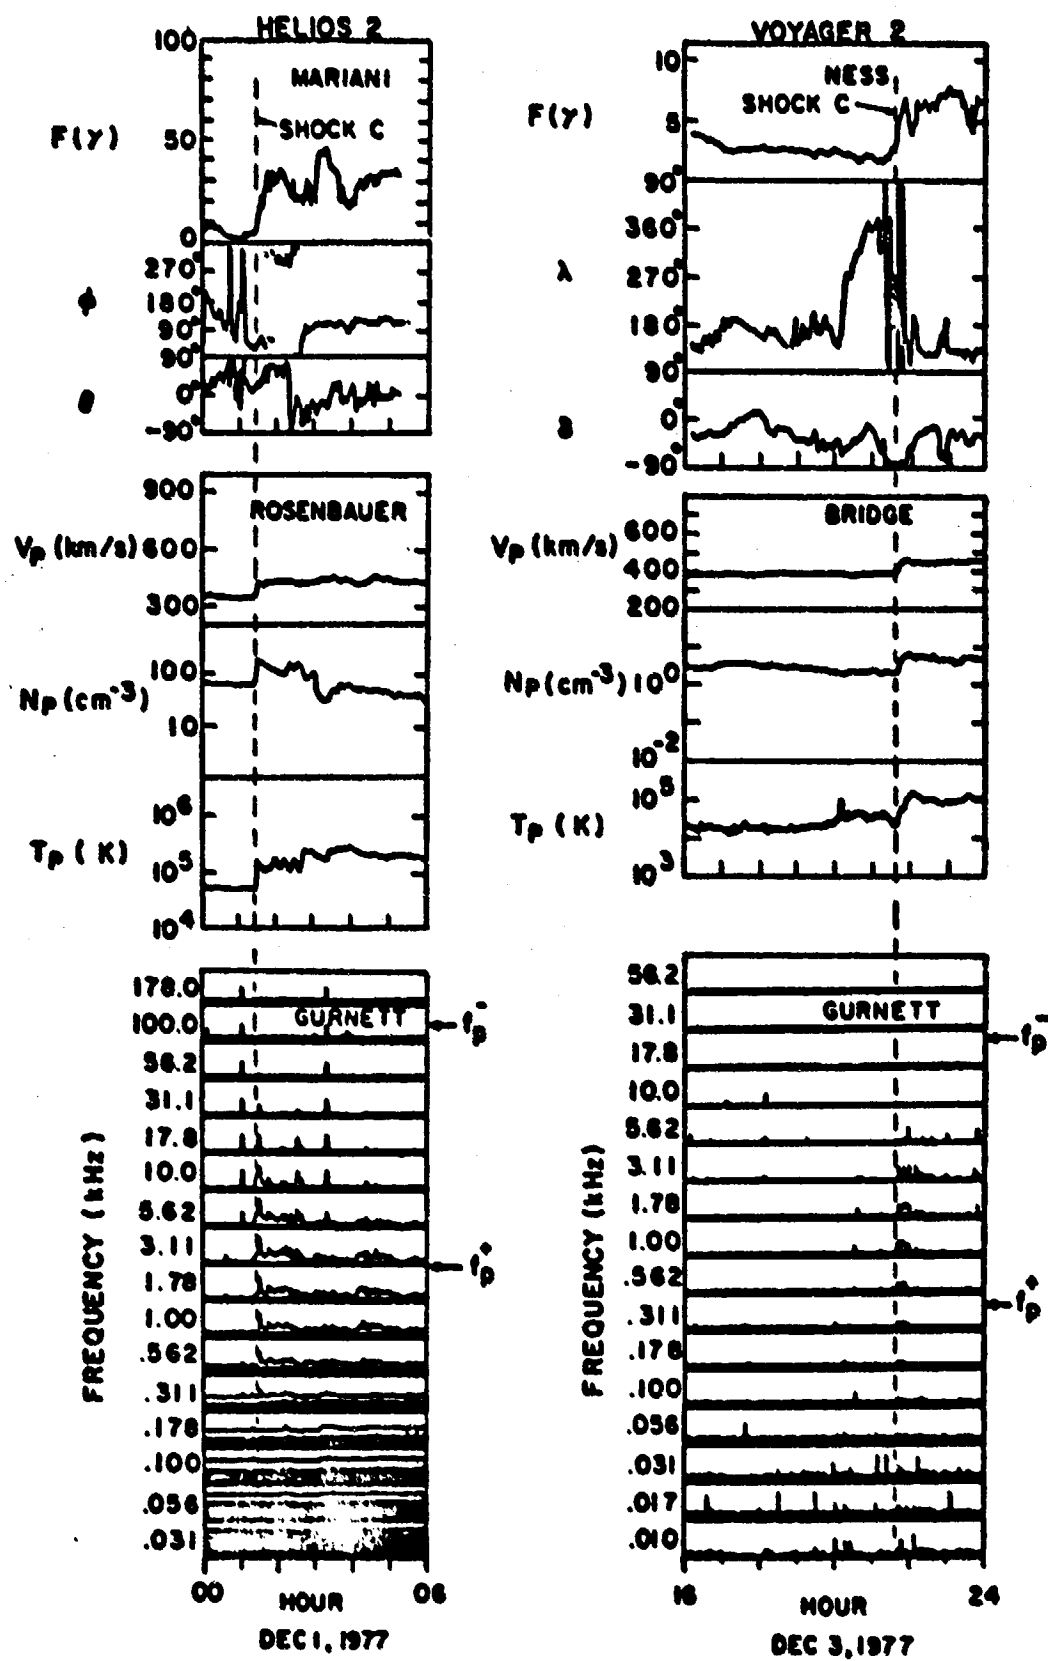 HELIOS 2
100
MARIANI
SHOCK C
F(γ)
50
0
270°
ϕ
180°
90°
90°
θ
0°
-90°
900
ROSENBAUER
Vp (km/s) 600
300
100
Np (cm⁻³)
10
10⁶
Tp (K)
10⁵
10⁴
178.0
GURNETT
100.0
fp⁻
56.2
31.1
17.8
10.0
5.62
3.11
fp⁺
1.78
1.00
.562
.311
.178
.100
.056
.031
FREQUENCY (kHz)
00
06
HOUR
DEC 1, 1977
VOYAGER 2
10
NESS
SHOCK C
F(γ)
5
90°
360°
λ
270°
180°
90°
0°
δ
-90°
BRIDGE
600
Vp (km/s)
400
200
Np (cm⁻³) 10⁰
10⁻²
10⁵
Tp (K)
10³
56.2
31.1
GURNETT
fp⁻
17.8
10.0
5.62
3.11
1.78
1.00
.562
fp⁺
.311
.178
.100
.056
.031
.017
.010
FREQUENCY (kHz)
16
24
HOUR
DEC 3, 1977